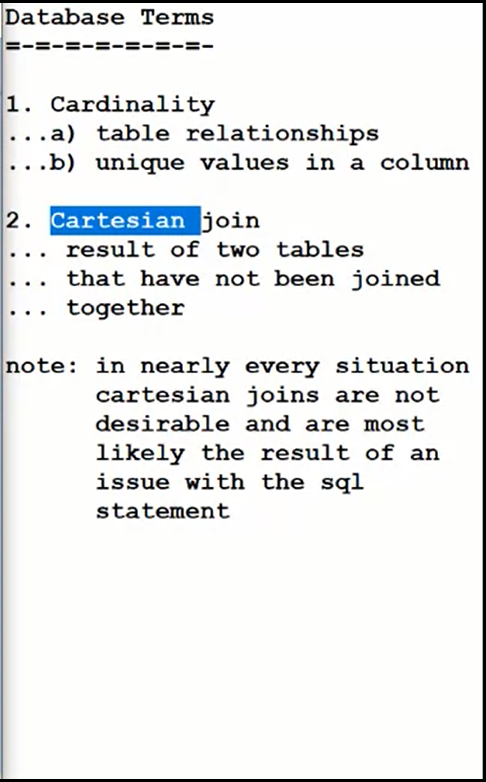 Database Terms
=-=-=-=-=-=-=-
1. Cardinality
...a) table relationships
...b) unique values in a column
2. Cartesian join
... result of two tables
... that have not been joined
... together
note: in nearly every situation
cartesian joins are not
desirable and are most
likely the result of an
issue with the sql
statement